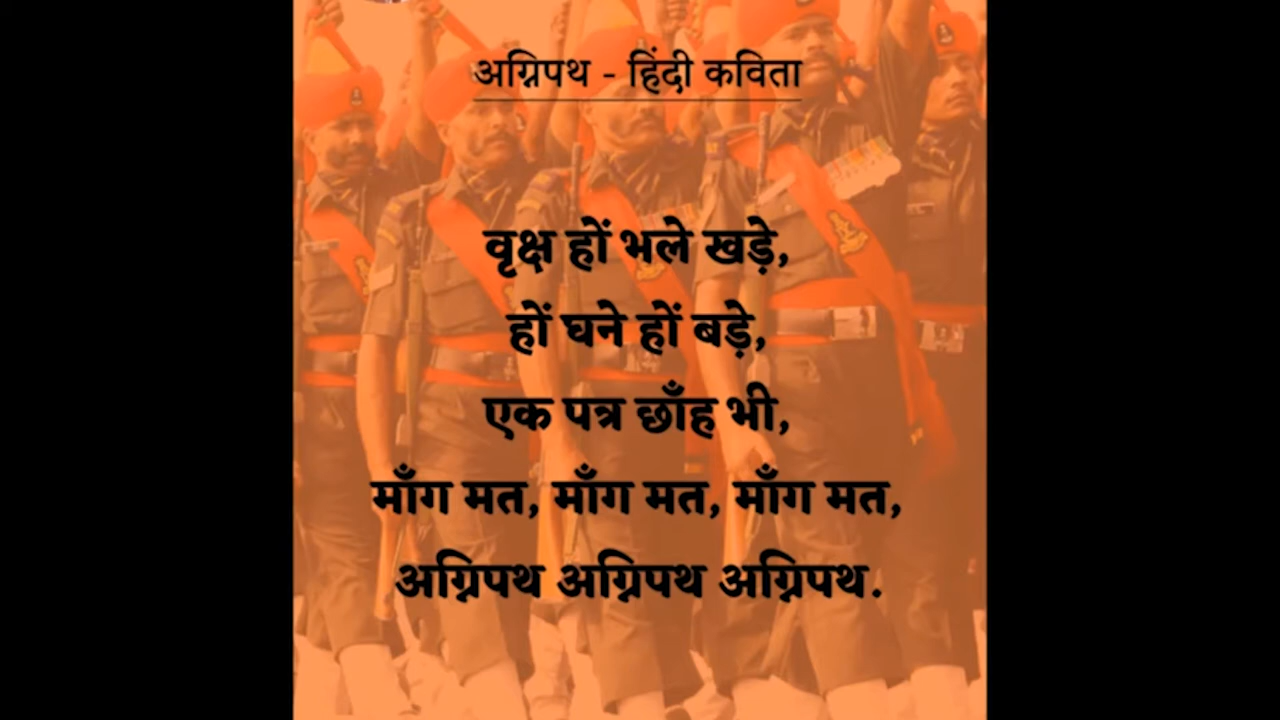 अग्निपथ - हिंदी कविता
वृक्ष हों भले खड़े,
हों घने हों बड़े,
एक पत्र छाँह भी,
माँग मत, माँग मत, माँग मत,
अग्निपथ अग्निपथ अग्निपथ.